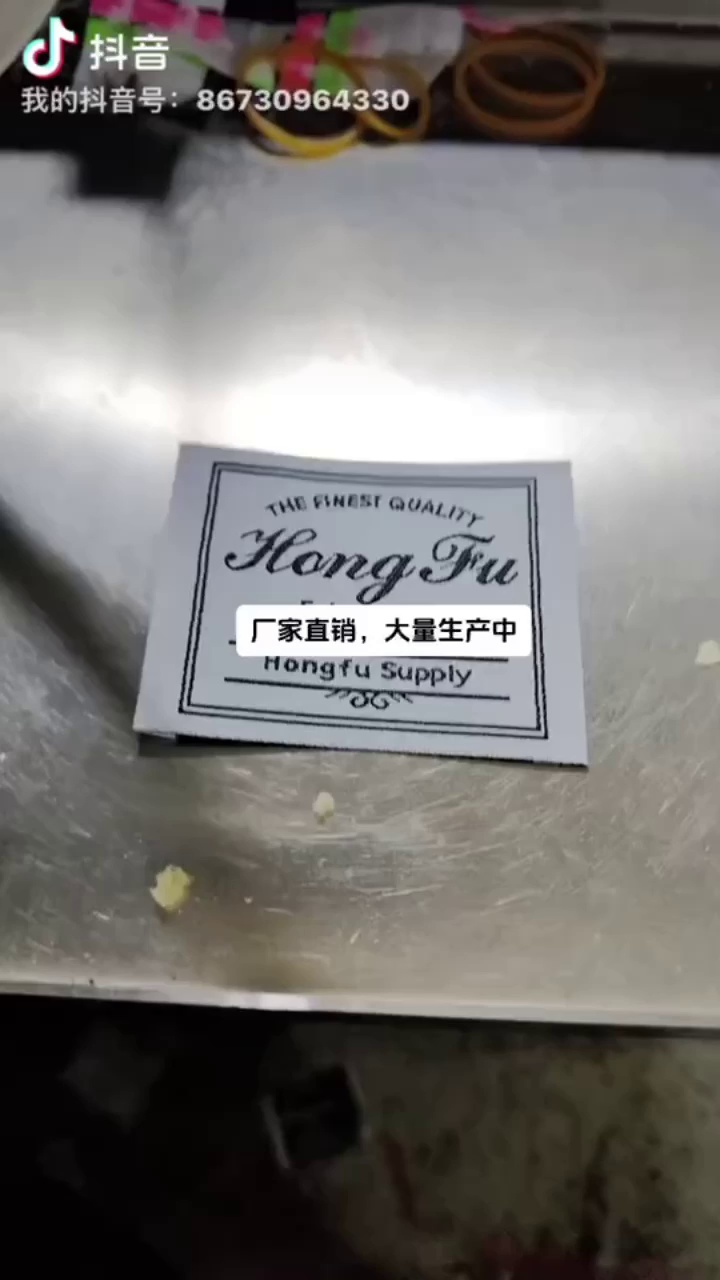 抖音
我的抖音号：86730964330
THE FINEST QUALITY
Hong Fu
厂家直销，大量生产中
Hongfu Supply